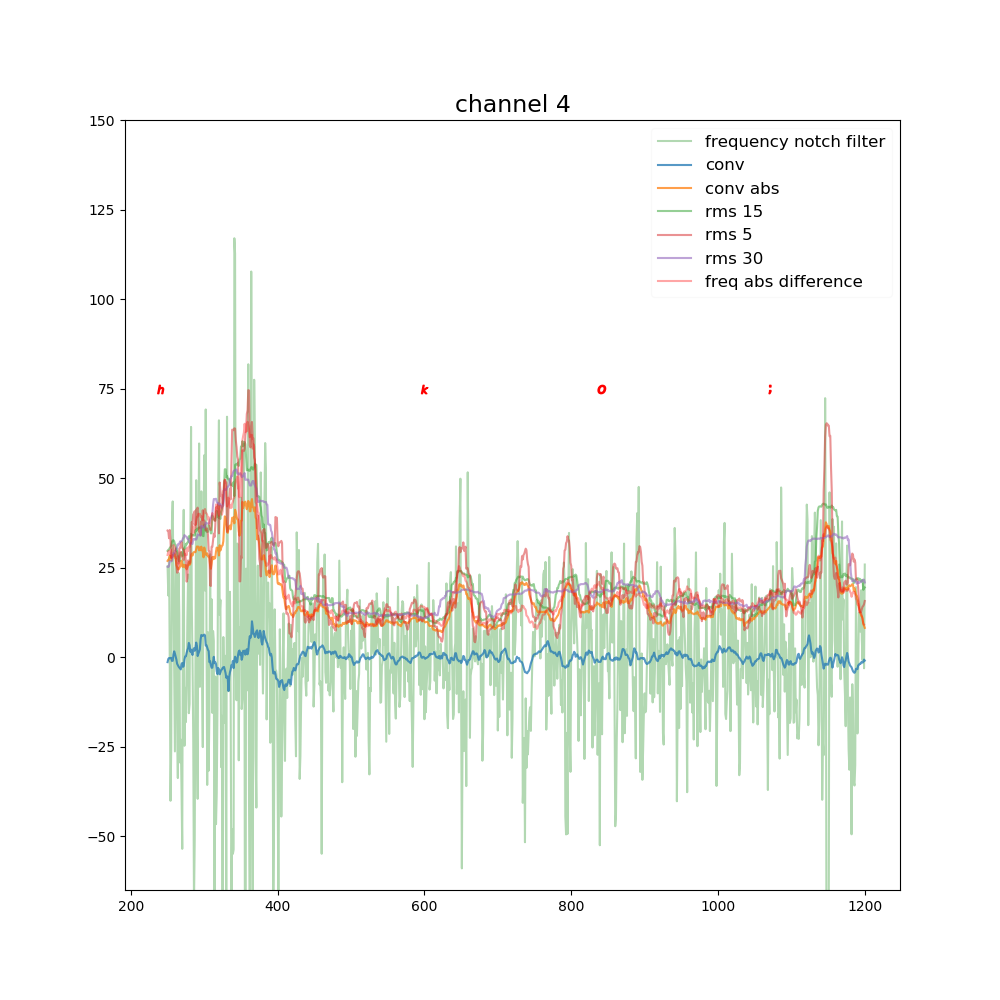 channel 4
150
125
100
75
50
25
0
−25
−50
frequency notch filter
conv
conv abs
rms 15
rms 5
rms 30
freq abs difference
h k O ;
200 400 600 800 1000 1200